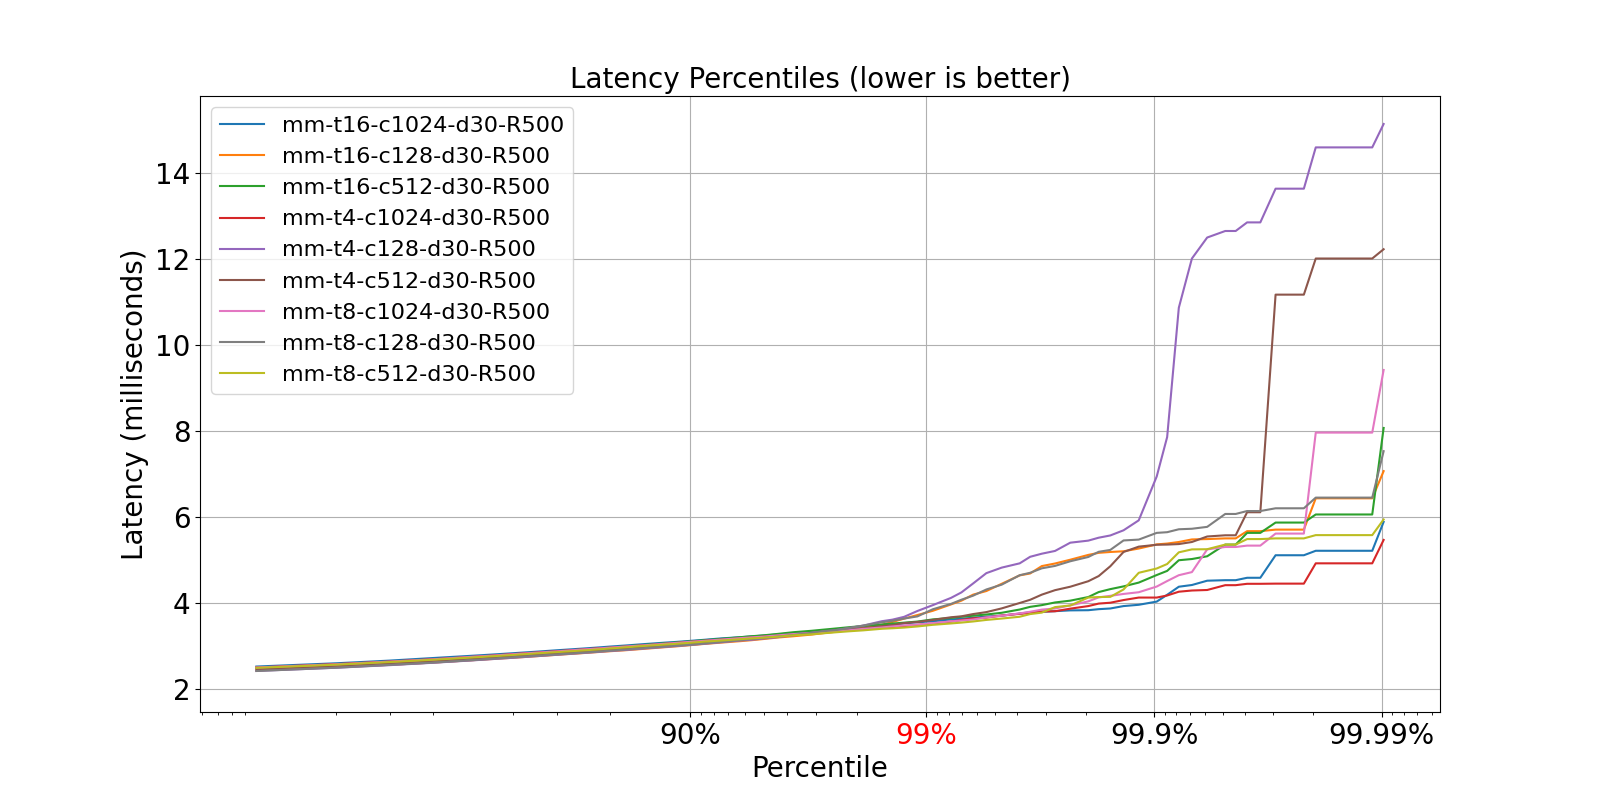 Latency Percentiles (lower is better)
mm-t16-c1024-d30-R500
mm-t16-c128-d30-R500
mm-t16-c512-d30-R500
mm-t4-c1024-d30-R500
mm-t4-c128-d30-R500
mm-t4-c512-d30-R500
mm-t8-c1024-d30-R500
mm-t8-c128-d30-R500
mm-t8-c512-d30-R500
Latency (milliseconds)
14
12
10
8
6
4
2
90% 99% 99.9% 99.99%
Percentile